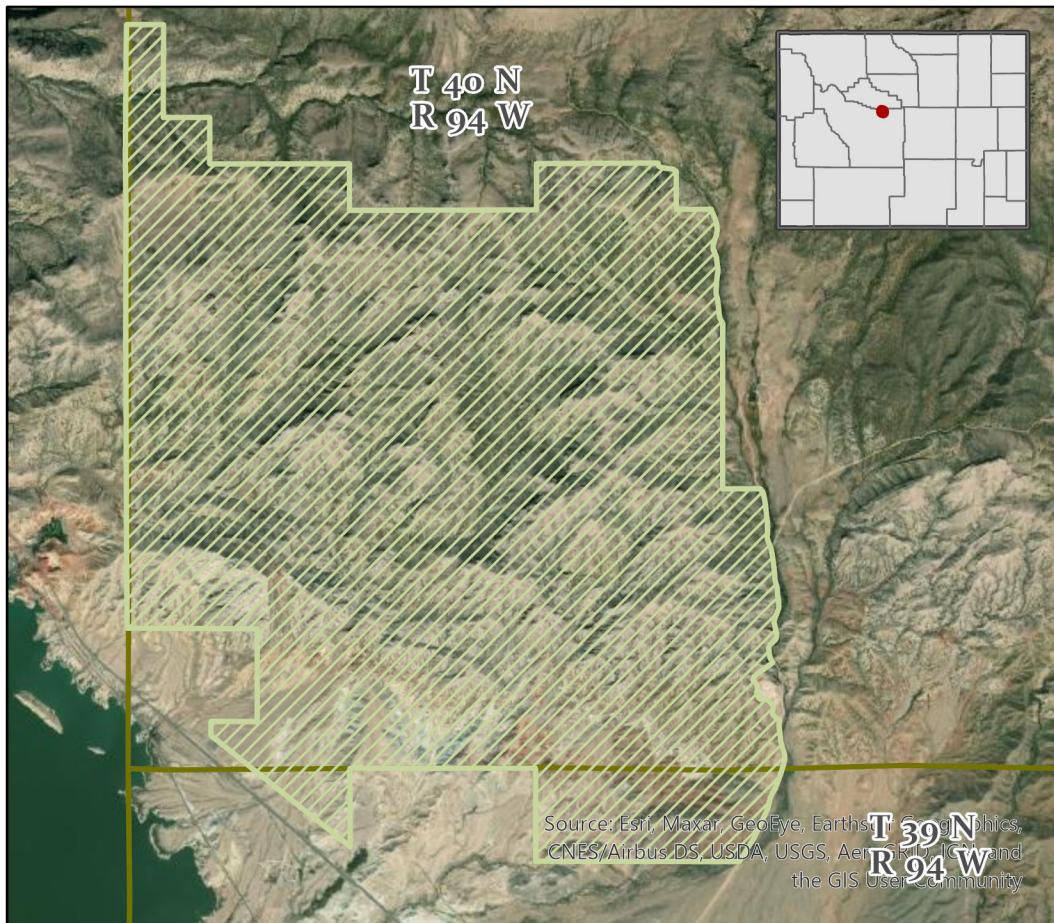 T 40 N
R 94 W
Source: Esri, Maxar, GeoEye, Earthstar Geographics,
CNES/Airbus DS, USDA, USGS, AeroGRID, IGN, and
the GIS User Community
T 39 N
R 94 W